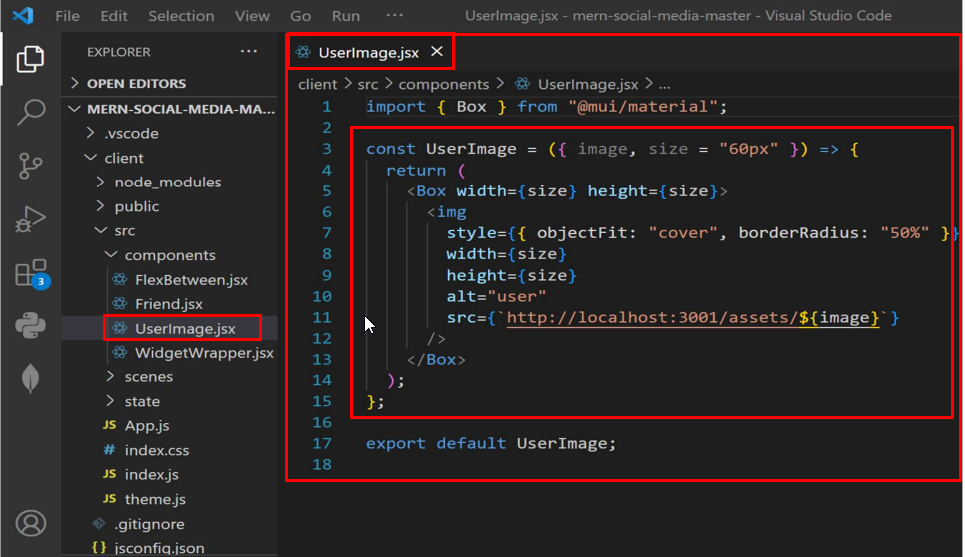 File Edit Selection View Go Run ··· UserImage.jsx - mern-social-media-master - Visual Studio Code
EXPLORER ···
OPEN EDITORS
MERN-SOCIAL-MEDIA-MA...
.vscode
client
node_modules
public
src
components
FlexBetween.jsx
Friend.jsx
UserImage.jsx
WidgetWrapper.jsx
scenes
state
JS App.js
# index.css
JS index.js
JS theme.js
.gitignore
{} jsconfig.json
3
UserImage.jsx ×
client > src > components > UserImage.jsx > ...
1 import { Box } from "@mui/material";
2
3 const UserImage = ({ image, size = "60px" }) => {
4 return (
5 <Box width={size} height={size}>
6 <img
7 style={{ objectFit: "cover", borderRadius: "50%" }}
8 width={size}
9 height={size}
10 alt="user"
11 src={`http://localhost:3001/assets/${image}`}
12 />
13 </Box>
14 );
15 };
16
17 export default UserImage;
18